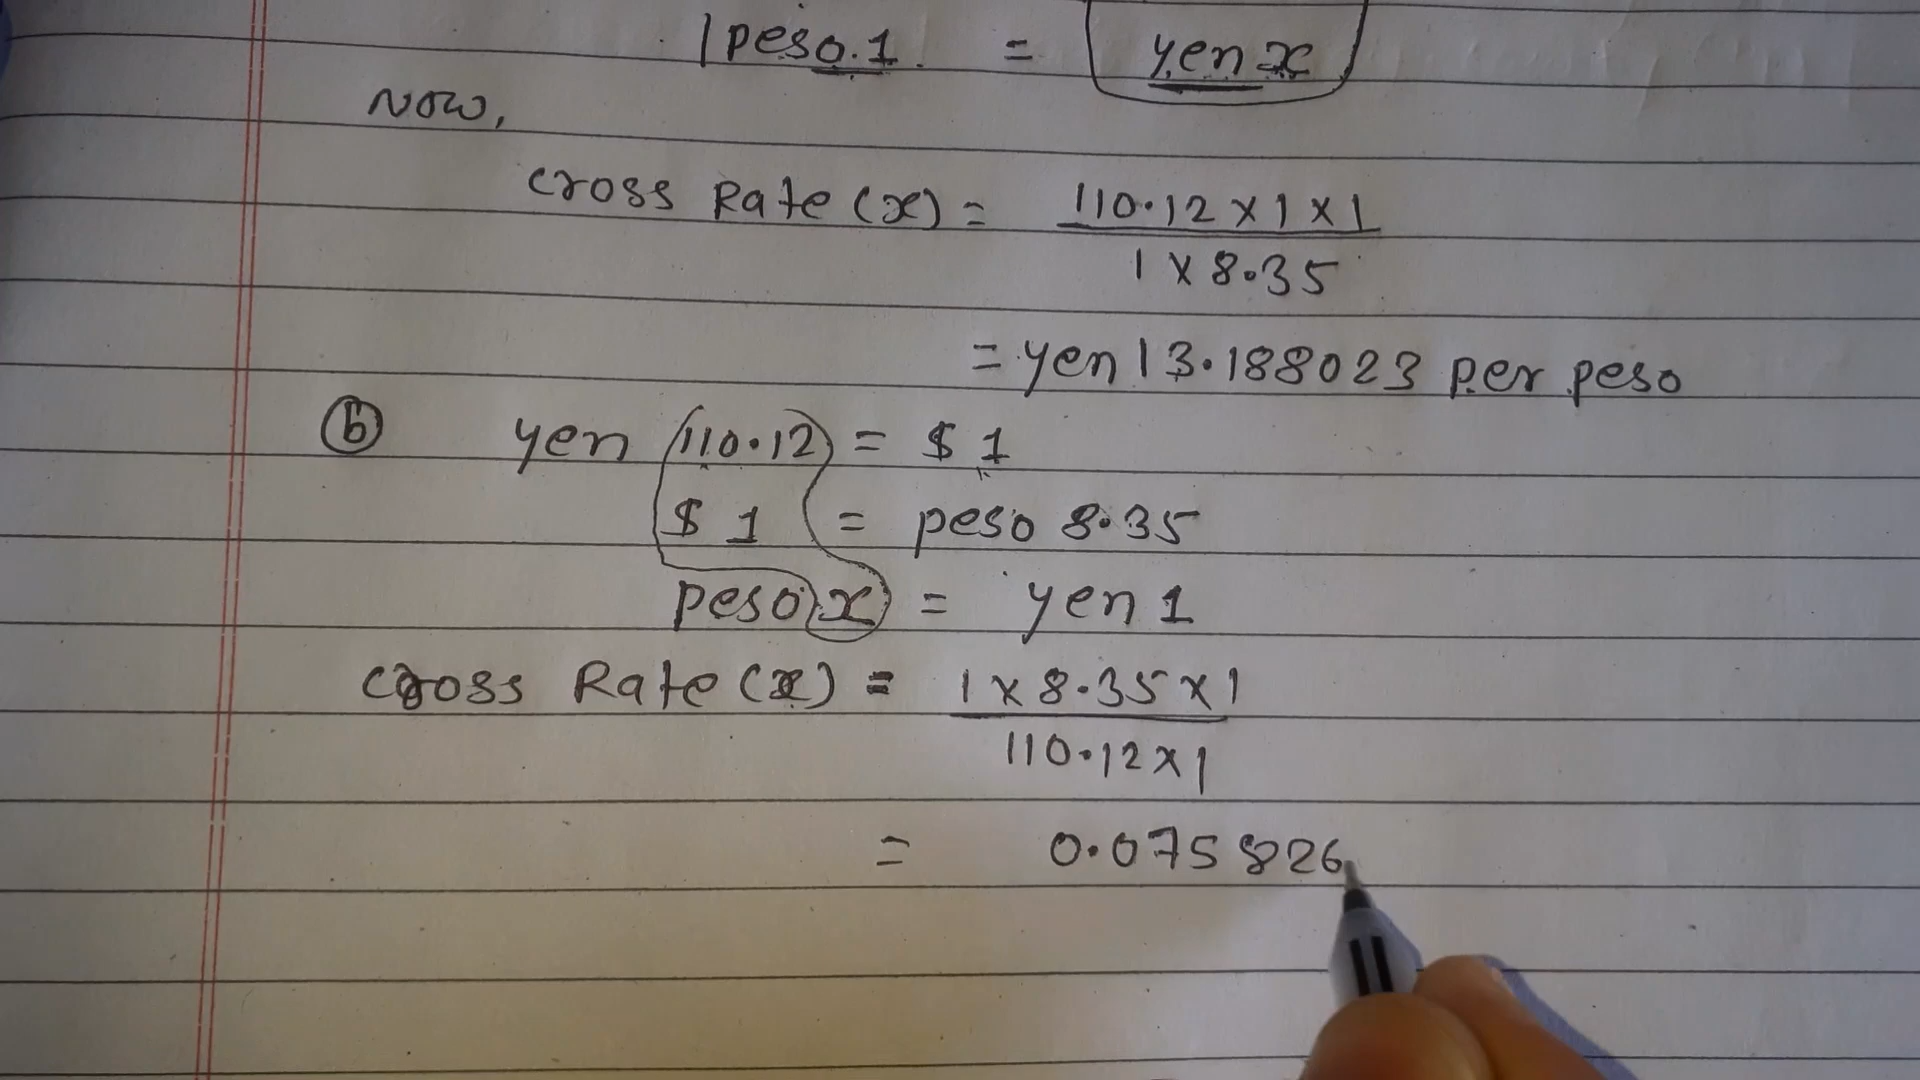 1 peso.1 = yen x
Now,
cross Rate (x) = 110.12 x 1 x 1
1 x 8.35
= yen 13.188023 per peso
(b) yen 110.12 = $ 1
$ 1 = peso 8.35
peso x = yen 1
cross Rate (x) = 1 x 8.35 x 1
110.12 x 1
= 0.075826